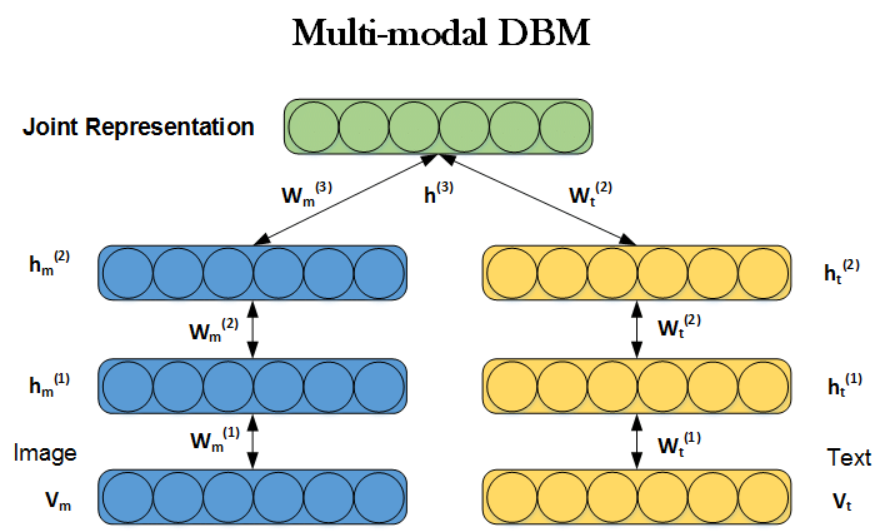 Multi-modal DBM
Joint Representation
Wₘ⁽³⁾ h⁽³⁾ Wₜ⁽²⁾
hₘ⁽²⁾ hₜ⁽²⁾
Wₘ⁽²⁾ Wₜ⁽²⁾
hₘ⁽¹⁾ hₜ⁽¹⁾
Wₘ⁽¹⁾ Wₜ⁽¹⁾
Image Text
Vₘ Vₜ